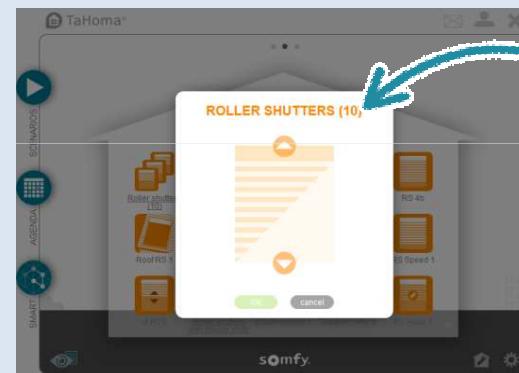 TaHoma®
SCENARIOS
AGENDA
SMART
ROLLER SHUTTERS (10)
OK
cancel
Roller shutte
(10)
RS 4b
Roof RS 1
RS Speed 1
somfy.